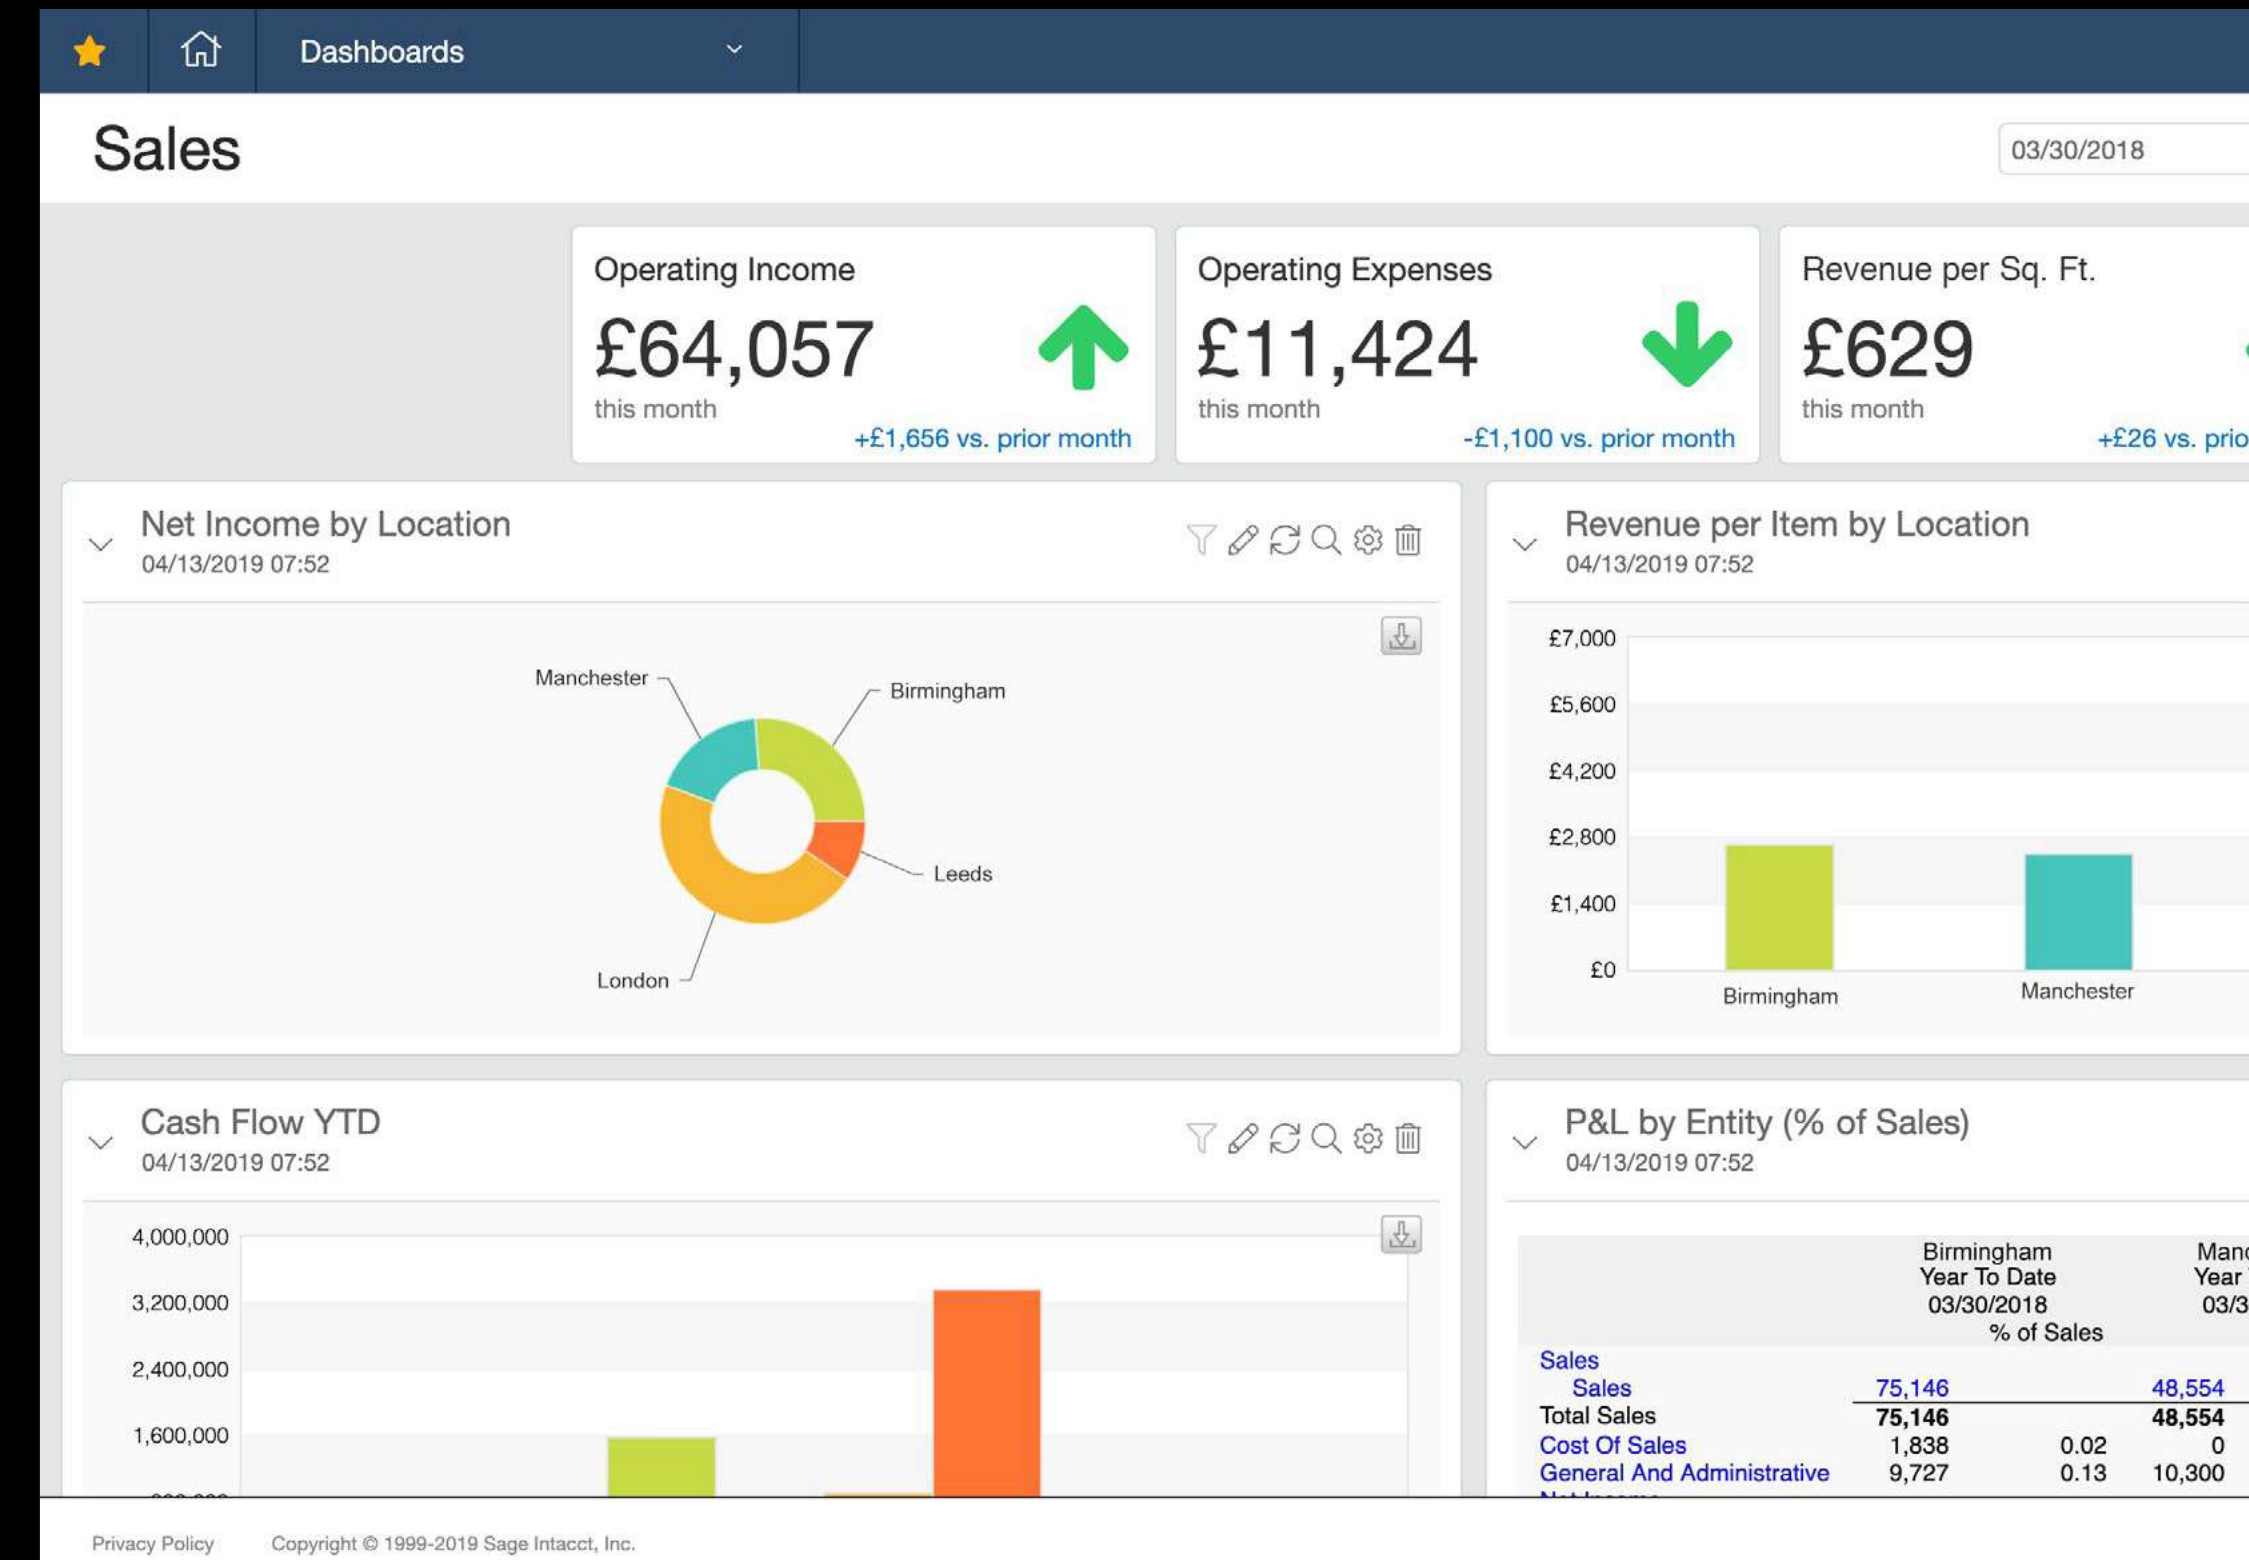 Dashboards
Sales
03/30/2018
Operating Income
£64,057
this month
+£1,656 vs. prior month
Operating Expenses
£11,424
this month
-£1,100 vs. prior month
Revenue per Sq. Ft.
£629
this month
+£26 vs.
Net Income by Location
04/13/2019 07:52
Manchester
Birmingham
Leeds
London
Revenue per Item by Location
04/13/2019 07:52
£7,000
£5,600
£4,200
£2,800
£1,400
£0
Birmingham
Manchester
Cash Flow YTD
04/13/2019 07:52
4,000,000
3,200,000
2,400,000
1,600,000
P&L by Entity (% of Sales)
04/13/2019 07:52
Birmingham
Year To Date Year
03/30/2018
% of Sales
Sales
Sales 75,146 48,554
Total Sales 75,146 48,554
Cost Of Sales 1,838 0.02 0
General And Administrative 9,727 0.13 10,300
Privacy Policy Copyright © 1999-2019 Sage Intacct, Inc.